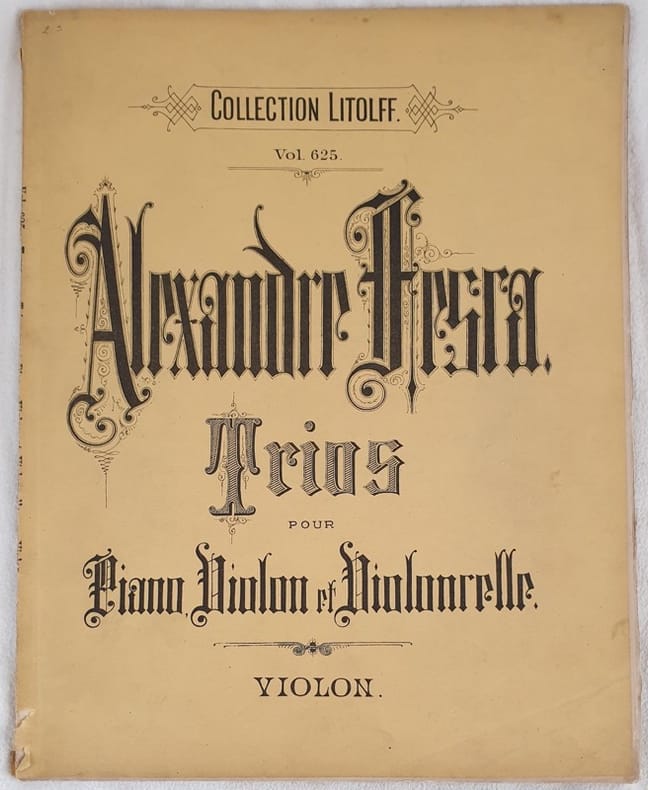 COLLECTION LITOLFF.
Vol. 625.
Alexandre Fesca.
Trios
POUR
Piano, Violon et Violoncelle.
VIOLON.